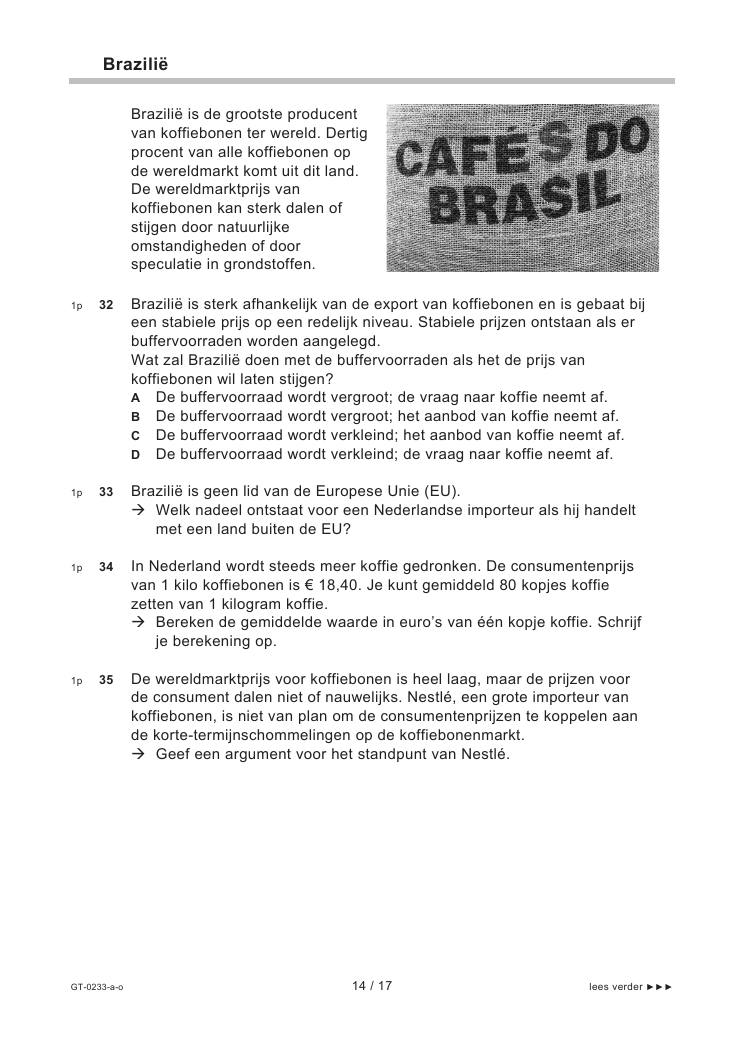 Brazilië
Brazilië is de grootste producent
van koffiebonen ter wereld. Dertig
procent van alle koffiebonen op
de wereldmarkt komt uit dit land.
De wereldmarktprijs van
koffiebonen kan sterk dalen of
stijgen door natuurlijke
omstandigheden of door
speculatie in grondstoffen.
CAFÉS DO
BRASIL
1p 32 Brazilië is sterk afhankelijk van de export van koffiebonen en is gebaat bij
een stabiele prijs op een redelijk niveau. Stabiele prijzen ontstaan als er
buffervoorraden worden aangelegd.
Wat zal Brazilië doen met de buffervoorraden als het de prijs van
koffiebonen wil laten stijgen?
A De buffervoorraad wordt vergroot; de vraag naar koffie neemt af.
B De buffervoorraad wordt vergroot; het aanbod van koffie neemt af.
C De buffervoorraad wordt verkleind; het aanbod van koffie neemt af.
D De buffervoorraad wordt verkleind; de vraag naar koffie neemt af.
1p 33 Brazilië is geen lid van de Europese Unie (EU).
→ Welk nadeel ontstaat voor een Nederlandse importeur als hij handelt
met een land buiten de EU?
1p 34 In Nederland wordt steeds meer koffie gedronken. De consumentenprijs
van 1 kilo koffiebonen is € 18,40. Je kunt gemiddeld 80 kopjes koffie
zetten van 1 kilogram koffie.
→ Bereken de gemiddelde waarde in euro's van één kopje koffie. Schrijf
je berekening op.
1p 35 De wereldmarktprijs voor koffiebonen is heel laag, maar de prijzen voor
de consument dalen niet of nauwelijks. Nestlé, een grote importeur van
koffiebonen, is niet van plan om de consumentenprijzen te koppelen aan
de korte-termijnschommelingen op de koffiebonenmarkt.
→ Geef een argument voor het standpunt van Nestlé.
GT-0233-a-o 14 / 17 lees verder ►►►